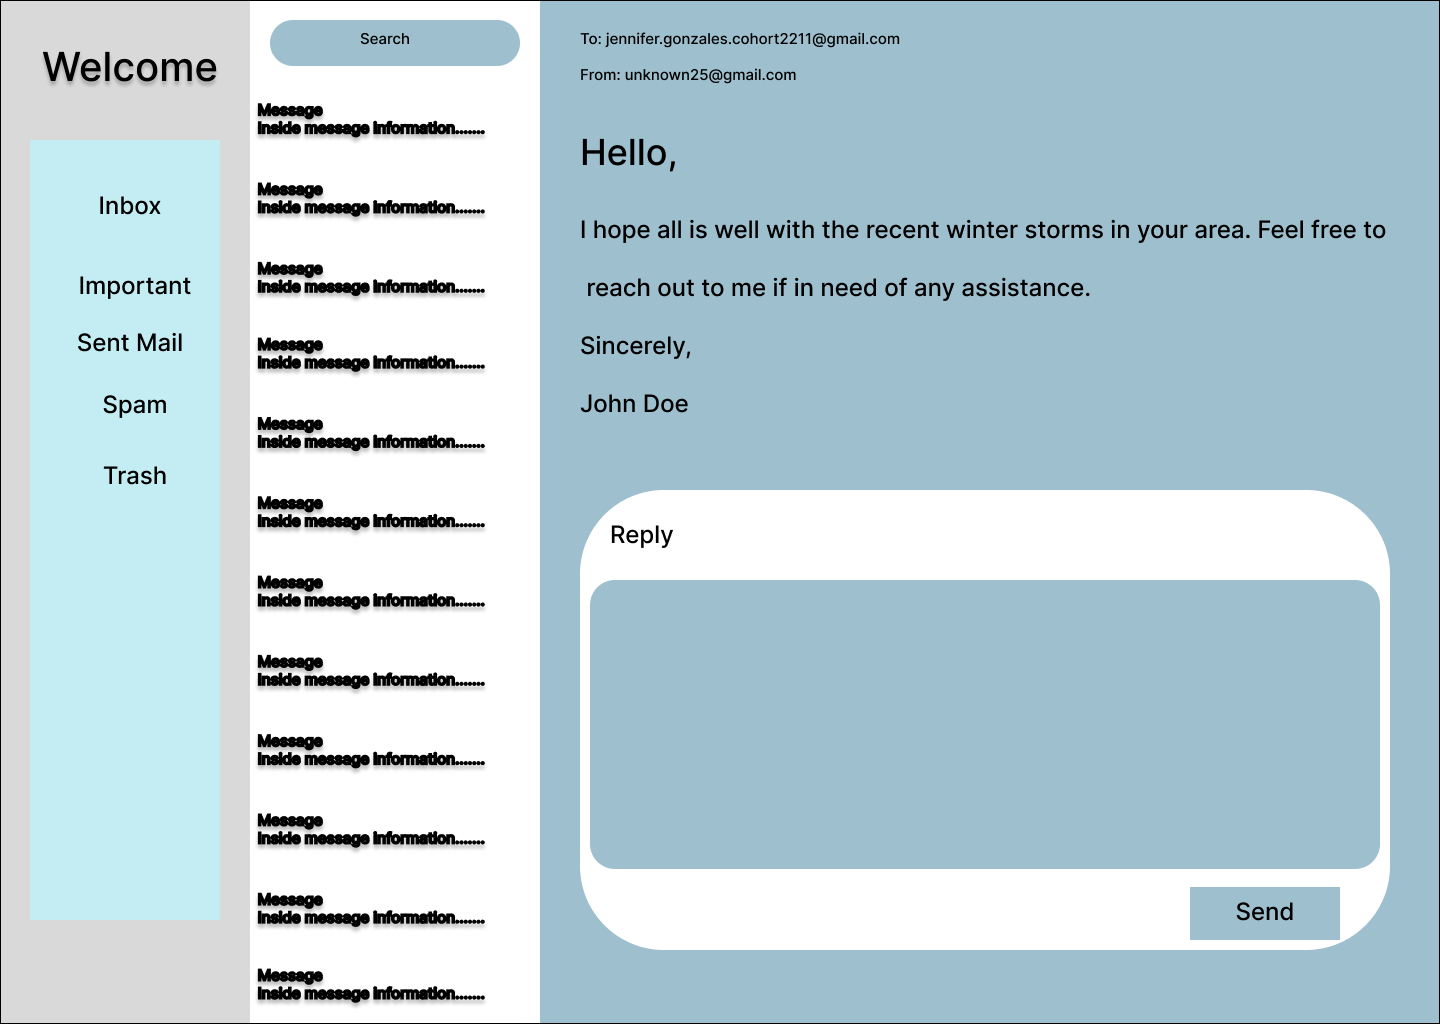 Welcome
Inbox
Important
Sent Mail
Spam
Trash
Search
Message
Inside message information.......
Message
Inside message information.......
Message
Inside message information.......
Message
Inside message information.......
Message
Inside message information.......
Message
Inside message information.......
Message
Inside message information.......
Message
Inside message information.......
Message
Inside message information.......
Message
Inside message information.......
Message
Inside message information.......
Message
Inside message information.......
To: jennifer.gonzales.cohort2211@gmail.com
From: unknown25@gmail.com
Hello,
I hope all is well with the recent winter storms in your area. Feel free to
reach out to me if in need of any assistance.
Sincerely,
John Doe
Reply
Send